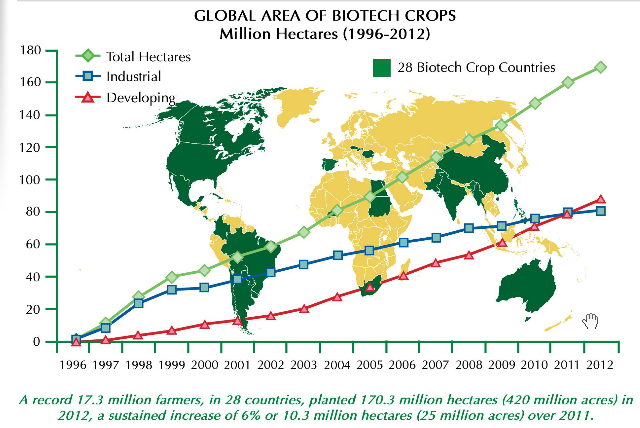 GLOBAL AREA OF BIOTECH CROPS
Million Hectares (1996-2012)
180
160
140
120
100
80
60
40
20
0
Total Hectares
Industrial
Developing
28 Biotech Crop Countries
1996 1997 1998 1999 2000 2001 2002 2003 2004 2005 2006 2007 2008 2009 2010 2011 2012
A record 17.3 million farmers, in 28 countries, planted 170.3 million hectares (420 million acres) in
2012, a sustained increase of 6% or 10.3 million hectares (25 million acres) over 2011.